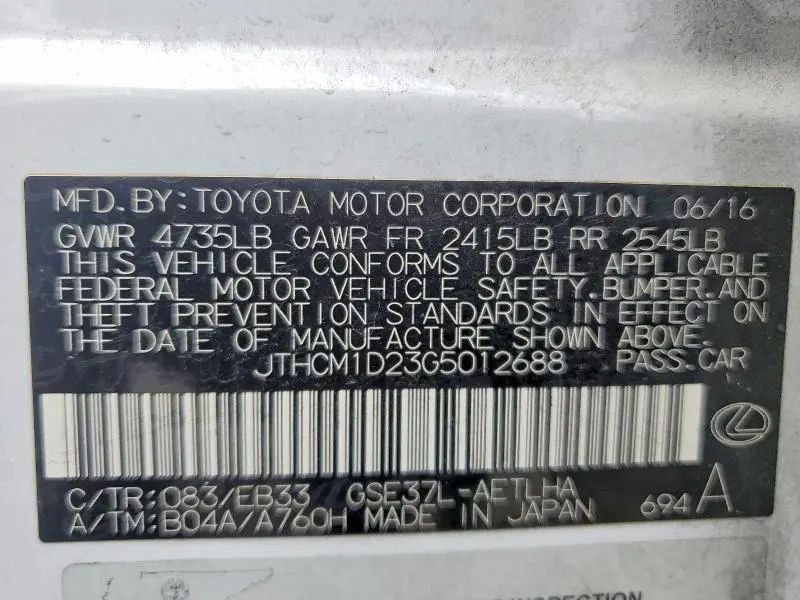 MFD.BY:TOYOTA MOTOR CORPORATION 06/16
GVWR 4735LB GAWR FR 2415LB RR 2545LB
THIS VEHICLE CONFORMS TO ALL APPLICABLE
FEDERAL MOTOR VEHICLE SAFETY,BUMPER,AND
THEFT PREVENTION STANDARDS IN EFFECT ON
THE DATE OF MANUFACTURE SHOWN ABOVE.
JTHCM1D23G5012688 PASS.CAR
C/TR:083/EB33 GSE37L-AETLHA
A/TM:B04A/A760H MADE IN JAPAN 694A
INSPECTION